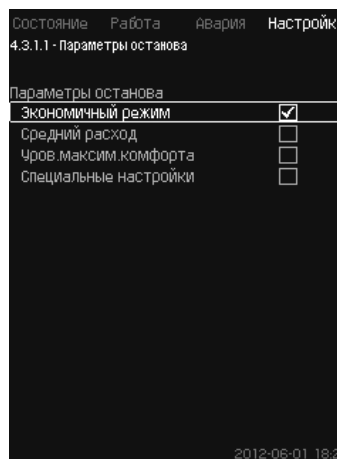 Состояние Работа Авария Настройк
4.3.1.1 - Параметры останова
Параметры останова
Экономичный режим
Средний расход
Уров.максим.комфорта
Специальные настройки
2012-06-01 18:2